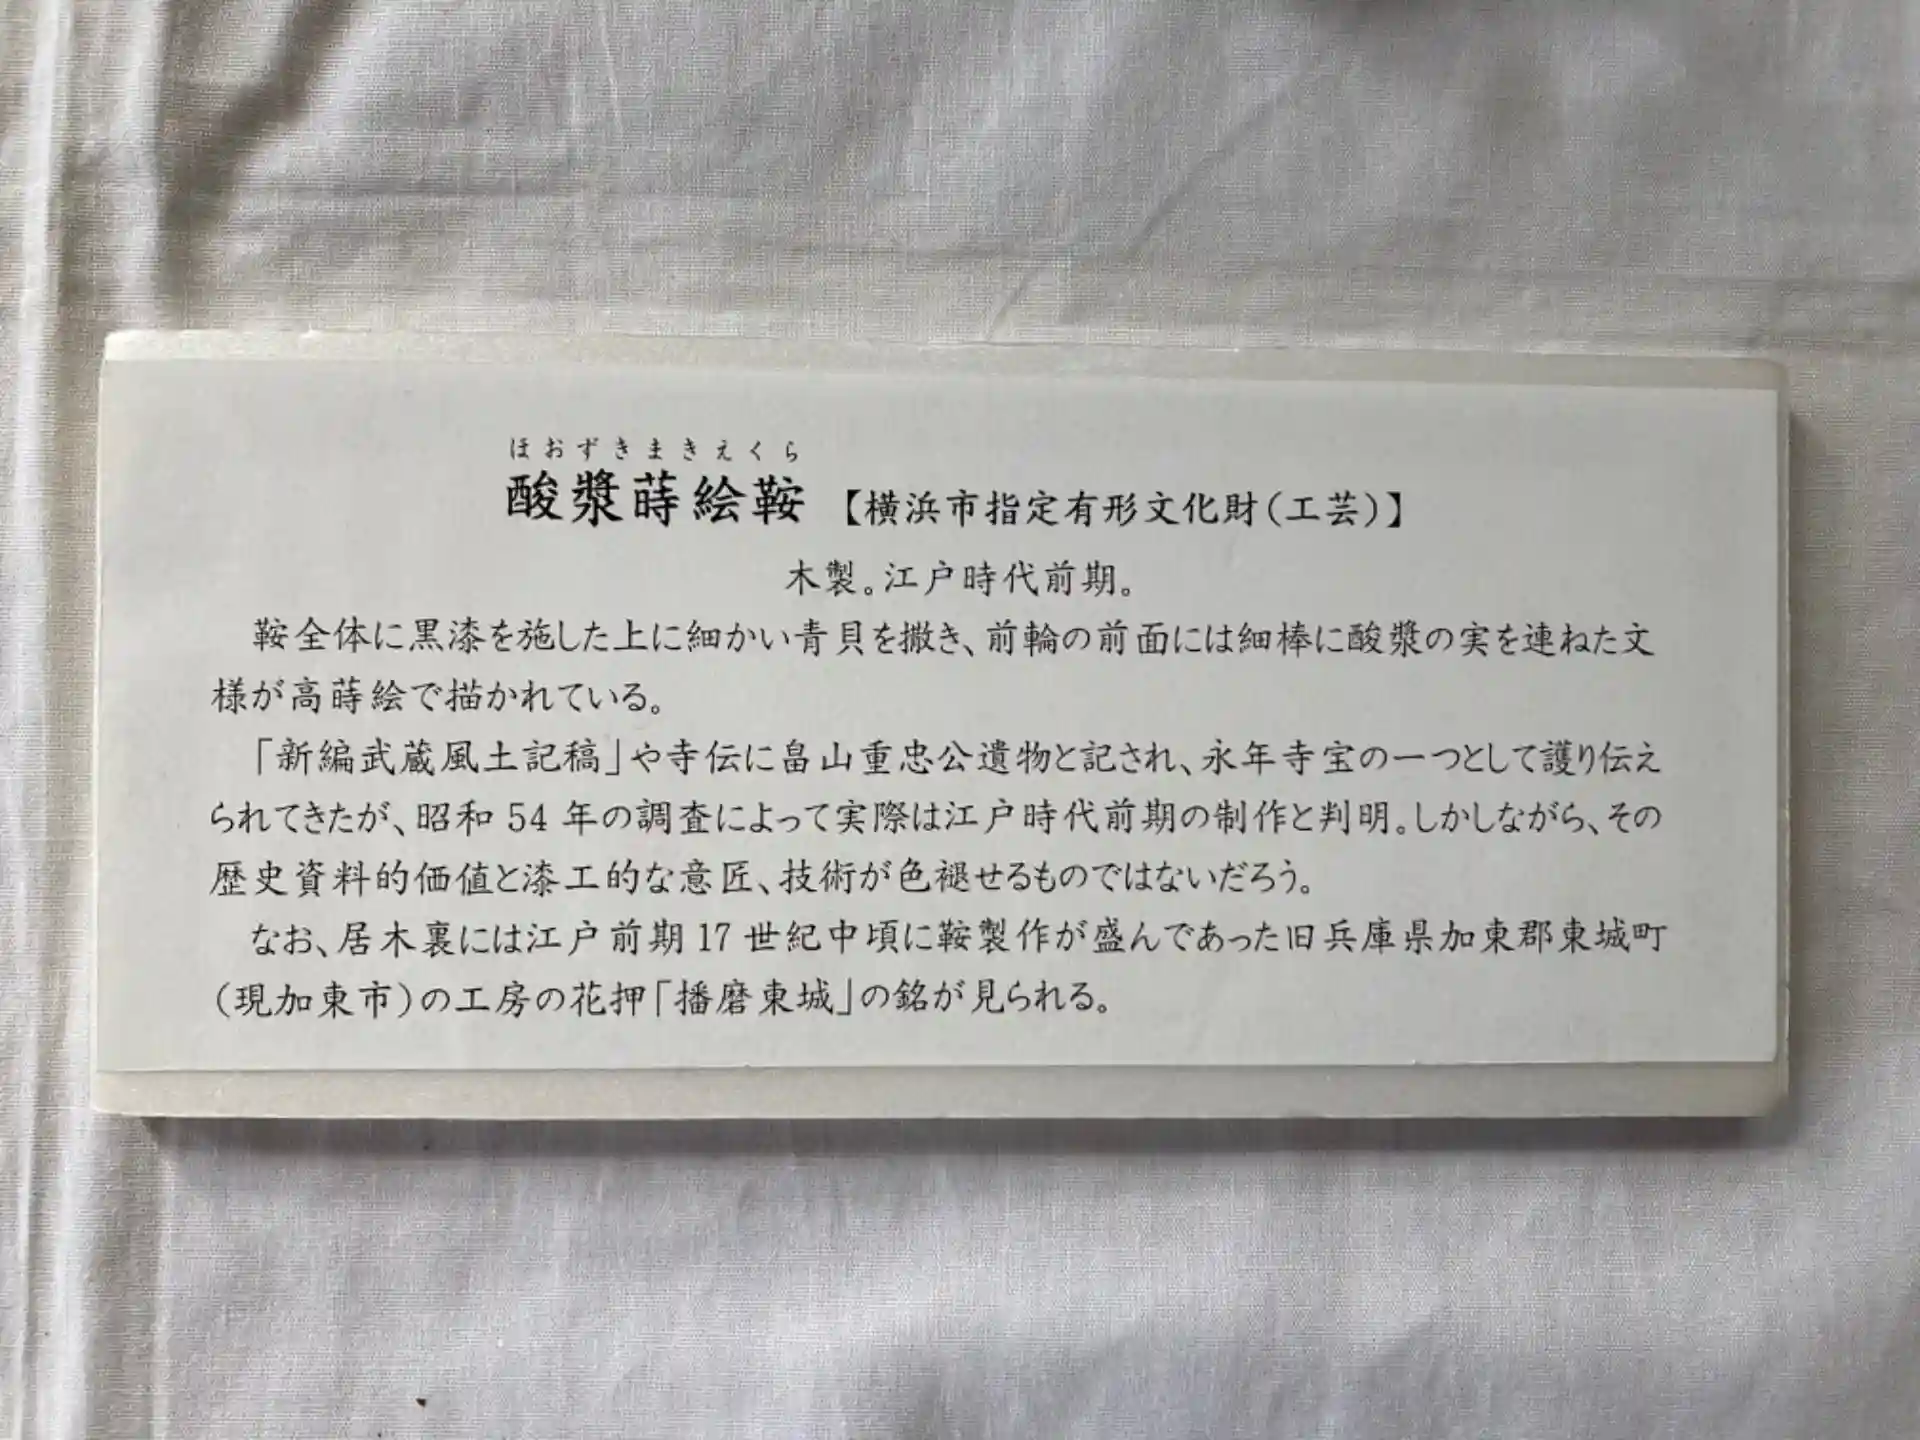 ほおずきまきえくら
酸漿蒔絵鞍 【横浜市指定有形文化財(工芸)】
木製。江戸時代前期。
鞍全体に黒漆を施した上に細かい青貝を撒き、前輪の前面には細棒に酸漿の実を連ねた文
様が高蒔絵で描かれている。
「新編武蔵風土記稿」や寺伝に畠山重忠公遺物と記され、永年寺宝の一つとして護り伝え
られてきたが、昭和 54 年の調査によって実際は江戸時代前期の制作と判明。しかしながら、その
歴史資料的価値と漆工的な意匠、技術が色褪せるものではないだろう。
なお、居木裏には江戸前期 17 世紀中頃に鞍製作が盛んであった旧兵庫県加東郡東城町
(現加東市)の工房の花押「播磨東城」の銘が見られる。